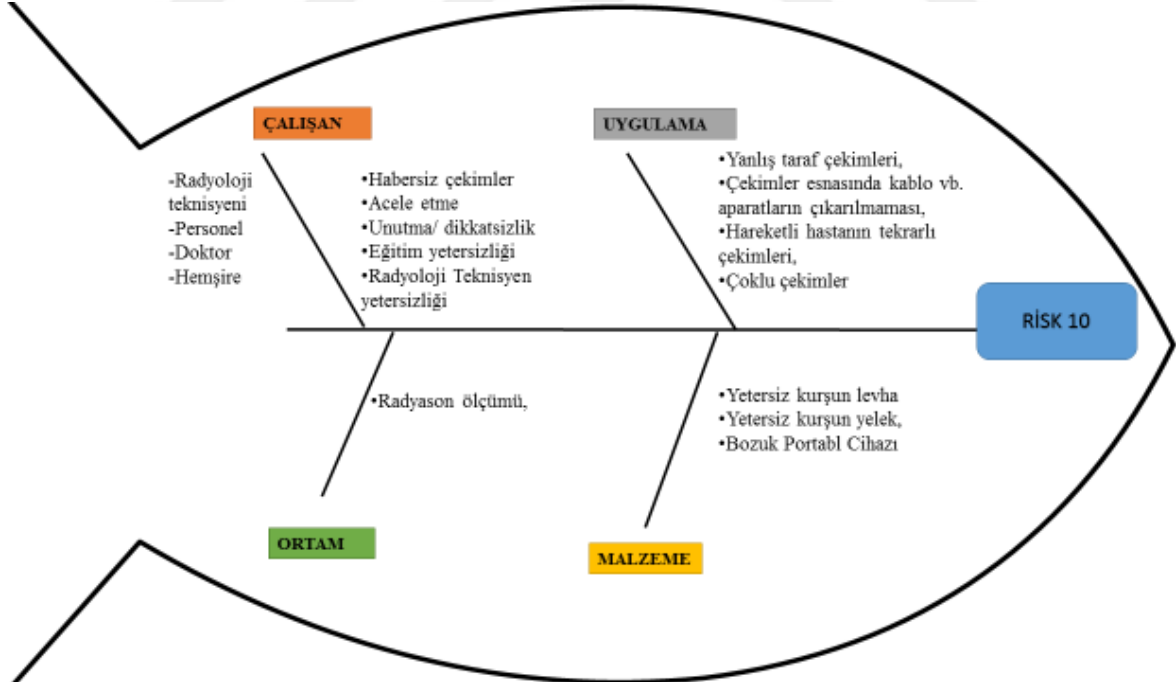 ÇALIŞAN
-Radyoloji
teknisyeni
-Personel
-Doktor
-Hemşire
•Habersiz çekimler
•Acele etme
•Unutma/ dikkatsizlik
•Eğitim yetersizliği
•Radyoloji Teknisyen
yetersizliği
UYGULAMA
•Yanlış taraf çekimleri,
•Çekimler esnasında kablo vb.
aparatların çıkarılmaması,
•Hareketli hastanın tekrarlı
çekimleri,
•Çoklu çekimler
RİSK 10
•Radyason ölçümü,
ORTAM
•Yetersiz kurşun levha
•Yetersiz kurşun yelek,
•Bozuk Portabl Cihazı
MALZEME